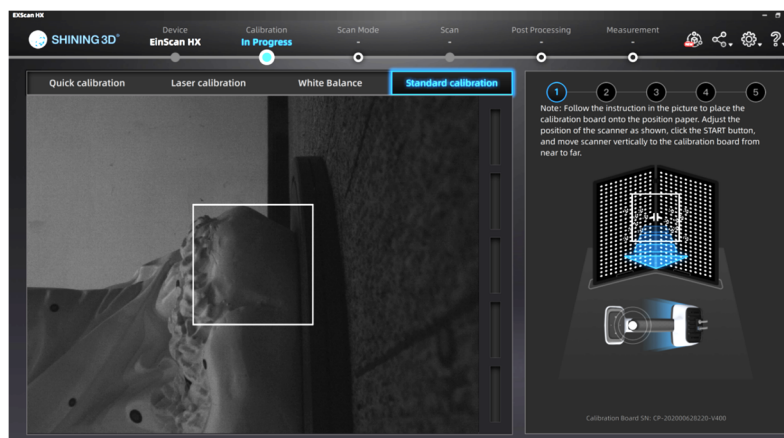 EXScan HX
SHINING 3D®
Device
EinScan HX
Calibration
In Progress
Scan Mode
-
Scan
-
Post Processing
-
Measurement
-
?
Quick calibration
Laser calibration
White Balance
Standard calibration
1 2 3 4 5
Note: Follow the instruction in the picture to place the
calibration board onto the position paper. Adjust the
position of the scanner as shown, click the START button,
and move scanner vertically to the calibration board from
near to far.
Calibration Board SN: CP-202000628220-V400